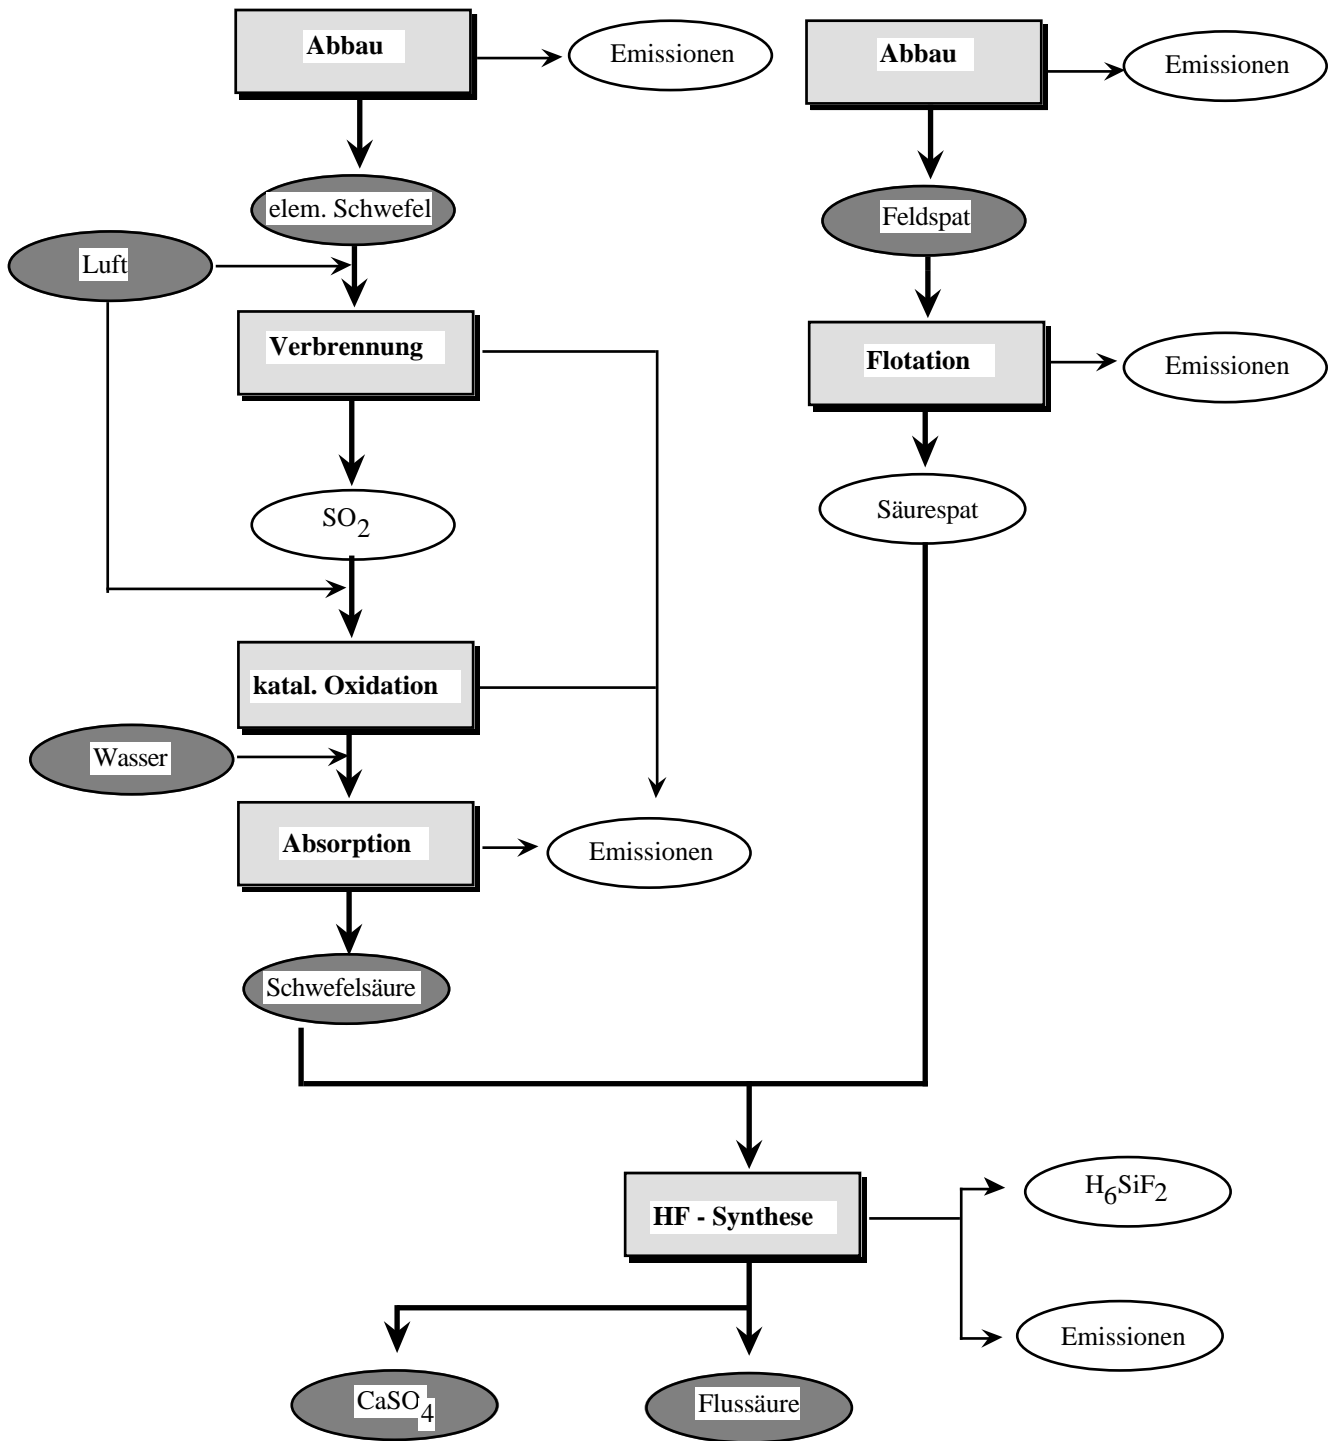 Abbau
Emissionen
Abbau
Emissionen
elem. Schwefel
Feldspat
Luft
Verbrennung
Flotation
Emissionen
SO2
Säurespat
katal. Oxidation
Wasser
Absorption
Emissionen
Schwefelsäure
HF - Synthese
H6SiF2
Emissionen
CaSO4
Flussäure